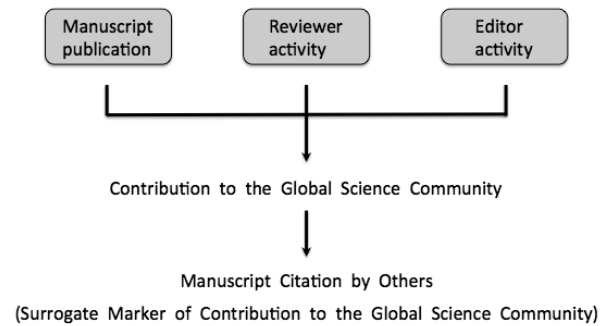 Manuscript
publication
Reviewer
activity
Editor
activity
Contribution to the Global Science Community
Manuscript Citation by Others
(Surrogate Marker of Contribution to the Global Science Community)